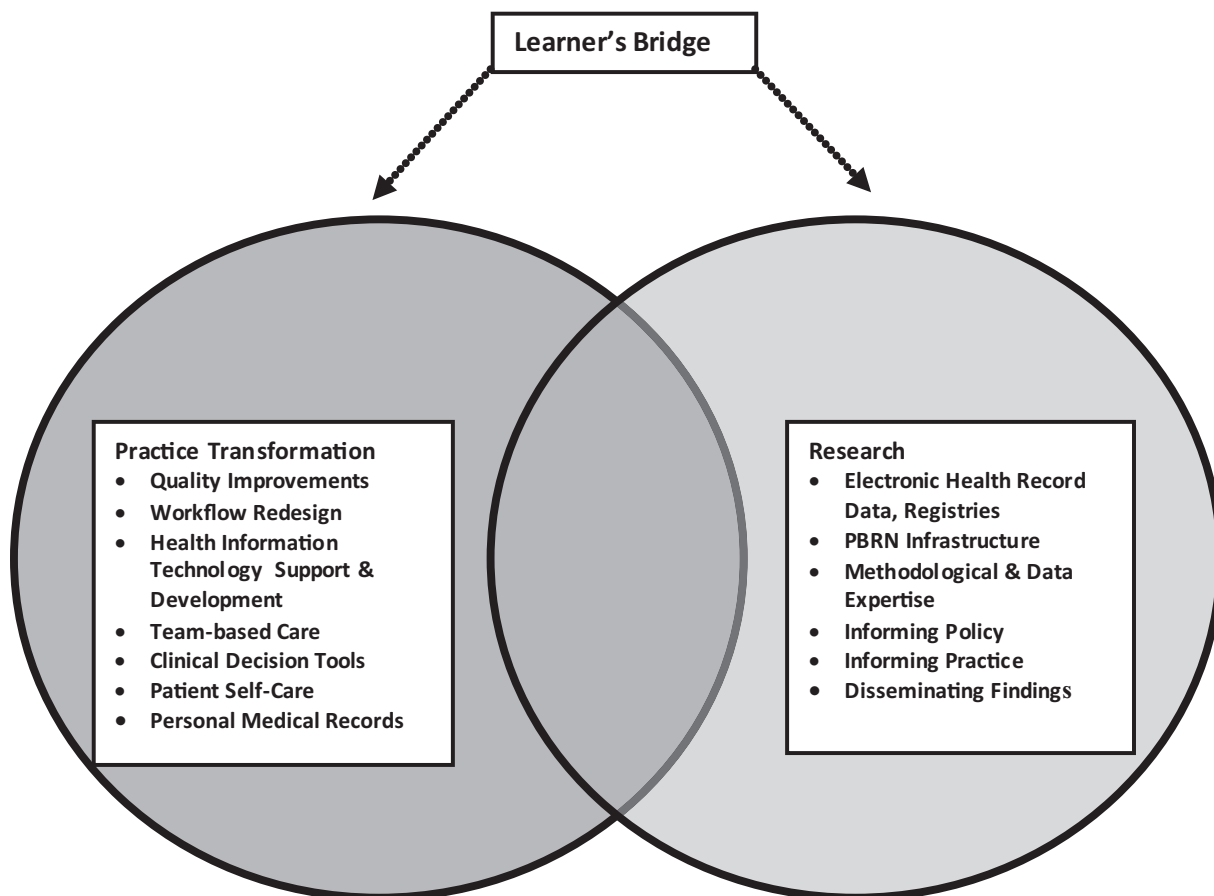 Learner’s Bridge
Practice Transformation
• Quality Improvements
• Workflow Redesign
• Health Information
Technology Support &
Development
• Team-based Care
• Clinical Decision Tools
• Patient Self-Care
• Personal Medical Records
Research
• Electronic Health Record
Data, Registries
• PBRN Infrastructure
• Methodological & Data
Expertise
• Informing Policy
• Informing Practice
• Disseminating Findings